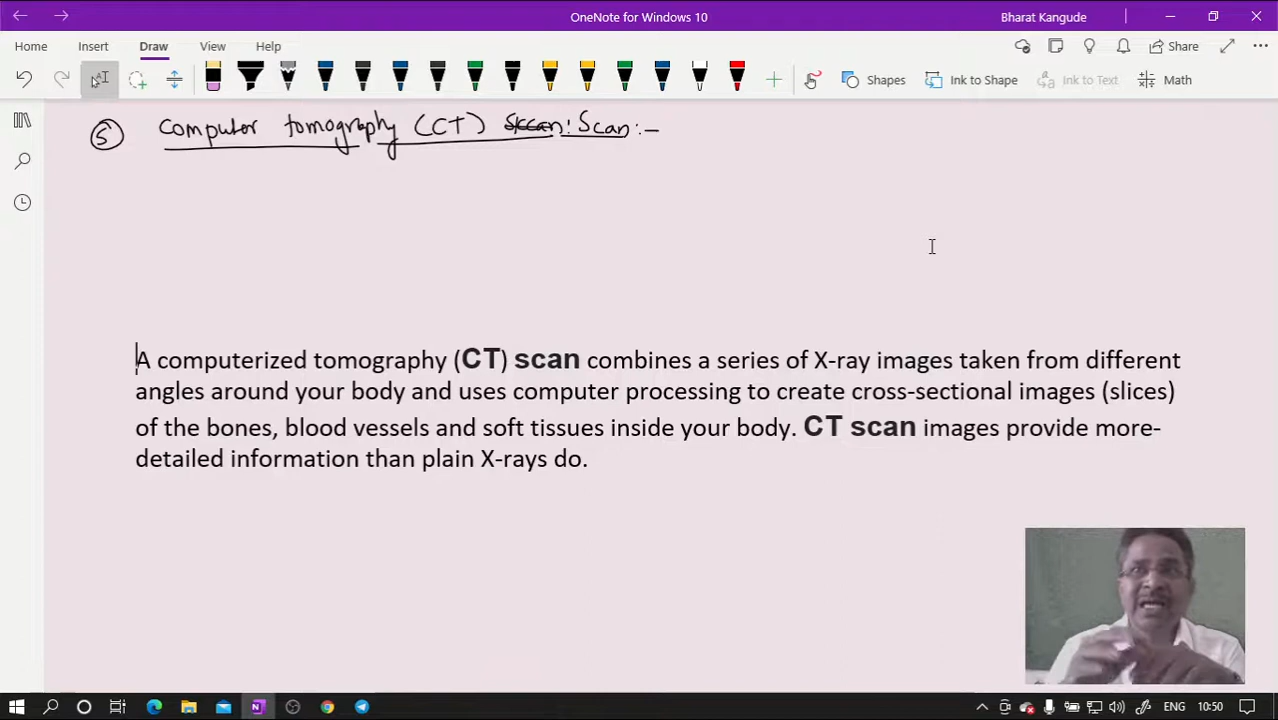 OneNote for Windows 10
Bharat Kangude
Home Insert Draw View Help
Share
Shapes
Ink to Shape
Ink to Text
Math
5 Computer tomography (CT) Scan:-
A computerized tomography (CT) scan combines a series of X-ray images taken from different
angles around your body and uses computer processing to create cross-sectional images (slices)
of the bones, blood vessels and soft tissues inside your body. CT scan images provide more-
detailed information than plain X-rays do.
ENG 10:50